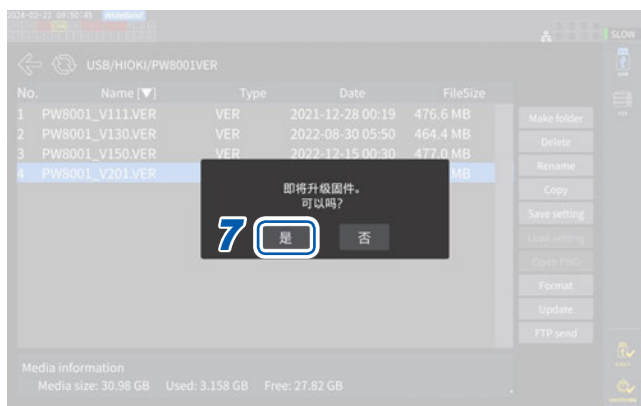 2024-02-21 09:50:45 WideBand
SLOW
USB
USB/HIOKI/PW8001VER
No. Name [▼] Type Date FileSize
1 PW8001_V111.VER VER 2021-12-28 00:19 476.6 MB
2 PW8001_V130.VER VER 2022-08-30 05:50 464.4 MB
3 PW8001_V150.VER VER 2022-12-15 00:30 477.0 MB
4 PW8001_V201.VER MB
Make folder
Delete
Rename
Copy
Save setting
Load setting
Open PNG
Format
Update
FTP send
即将升级固件。
可以吗?
7 是 否
Media information
Media size: 30.98 GB Used: 3.158 GB Free: 27.82 GB